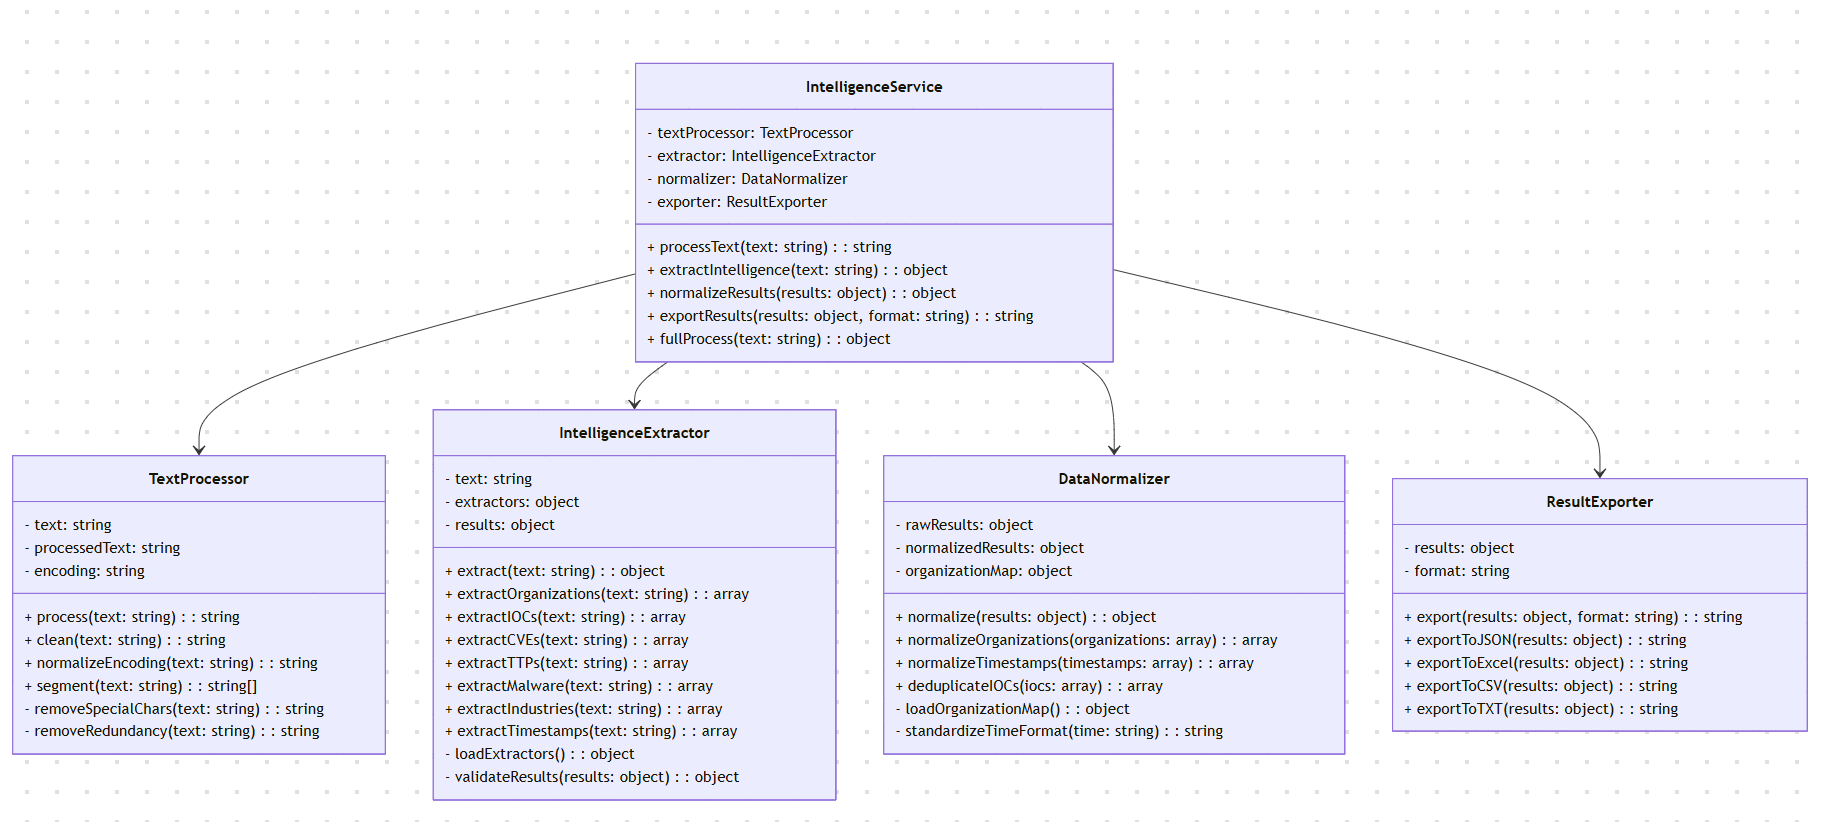 IntelligenceService
- textProcessor: TextProcessor
- extractor: IntelligenceExtractor
- normalizer: DataNormalizer
- exporter: ResultExporter
+ processText(text: string) : : string
+ extractIntelligence(text: string) : : object
+ normalizeResults(results: object) : : object
+ exportResults(results: object, format: string) : : string
+ fullProcess(text: string) : : object
TextProcessor
- text: string
- processedText: string
- encoding: string
+ process(text: string) : : string
+ clean(text: string) : : string
+ normalizeEncoding(text: string) : : string
+ segment(text: string) : : string[]
- removeSpecialChars(text: string) : : string
- removeRedundancy(text: string) : : string
IntelligenceExtractor
- text: string
- extractors: object
- results: object
+ extract(text: string) : : object
+ extractOrganizations(text: string) : : array
+ extractIOCs(text: string) : : array
+ extractCVEs(text: string) : : array
+ extractTTPs(text: string) : : array
+ extractMalware(text: string) : : array
+ extractIndustries(text: string) : : array
+ extractTimestamps(text: string) : : array
- loadExtractors() : : object
- validateResults(results: object) : : object
DataNormalizer
- rawResults: object
- normalizedResults: object
- organizationMap: object
+ normalize(results: object) : : object
+ normalizeOrganizations(organizations: array) : : array
+ normalizeTimestamps(timestamps: array) : : array
+ deduplicateIOCs(iocs: array) : : array
- loadOrganizationMap() : : object
- standardizeTimeFormat(time: string) : : string
ResultExporter
- results: object
- format: string
+ export(results: object, format: string) : : string
+ exportToJSON(results: object) : : string
+ exportToExcel(results: object) : : string
+ exportToCSV(results: object) : : string
+ exportToTXT(results: object) : : string